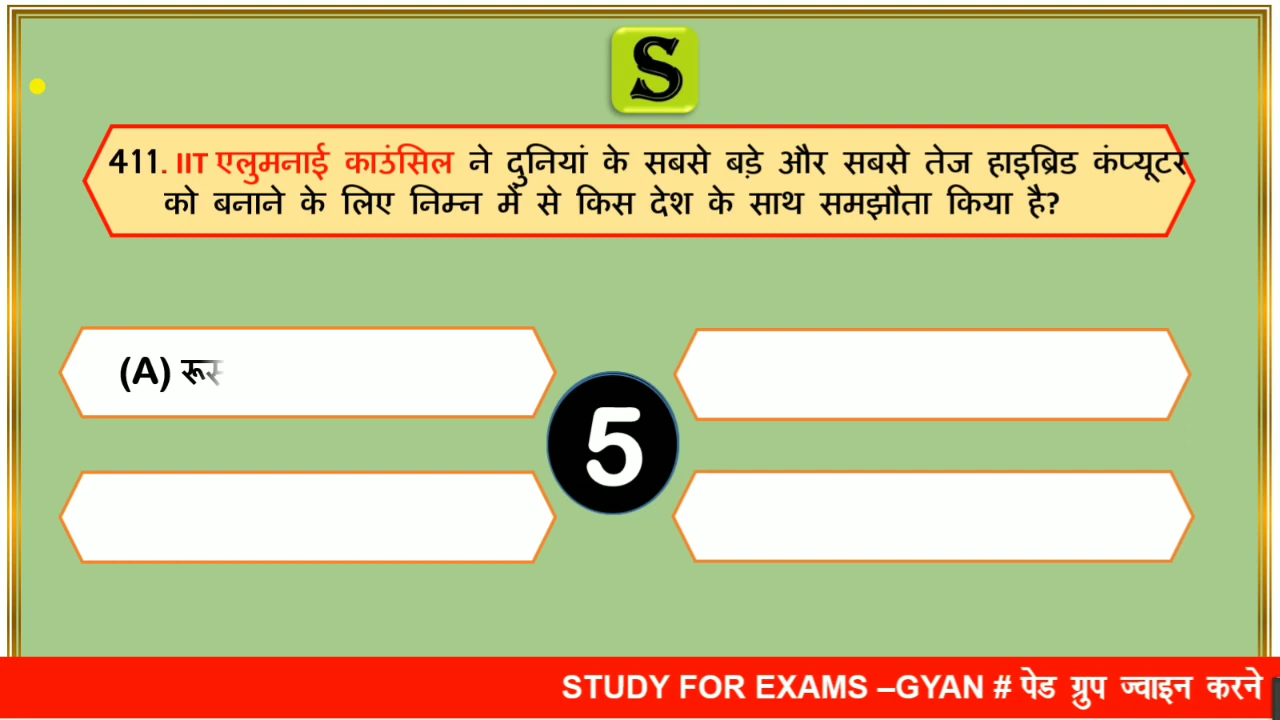 S
411. IIT एलुमनाई काउंसिल ने दुनियां के सबसे बड़े और सबसे तेज हाइब्रिड कंप्यूटर
को बनाने के लिए निम्न में से किस देश के साथ समझौता किया है?
(A) रूस
5
STUDY FOR EXAMS –GYAN # पेड ग्रुप ज्वाइन करने